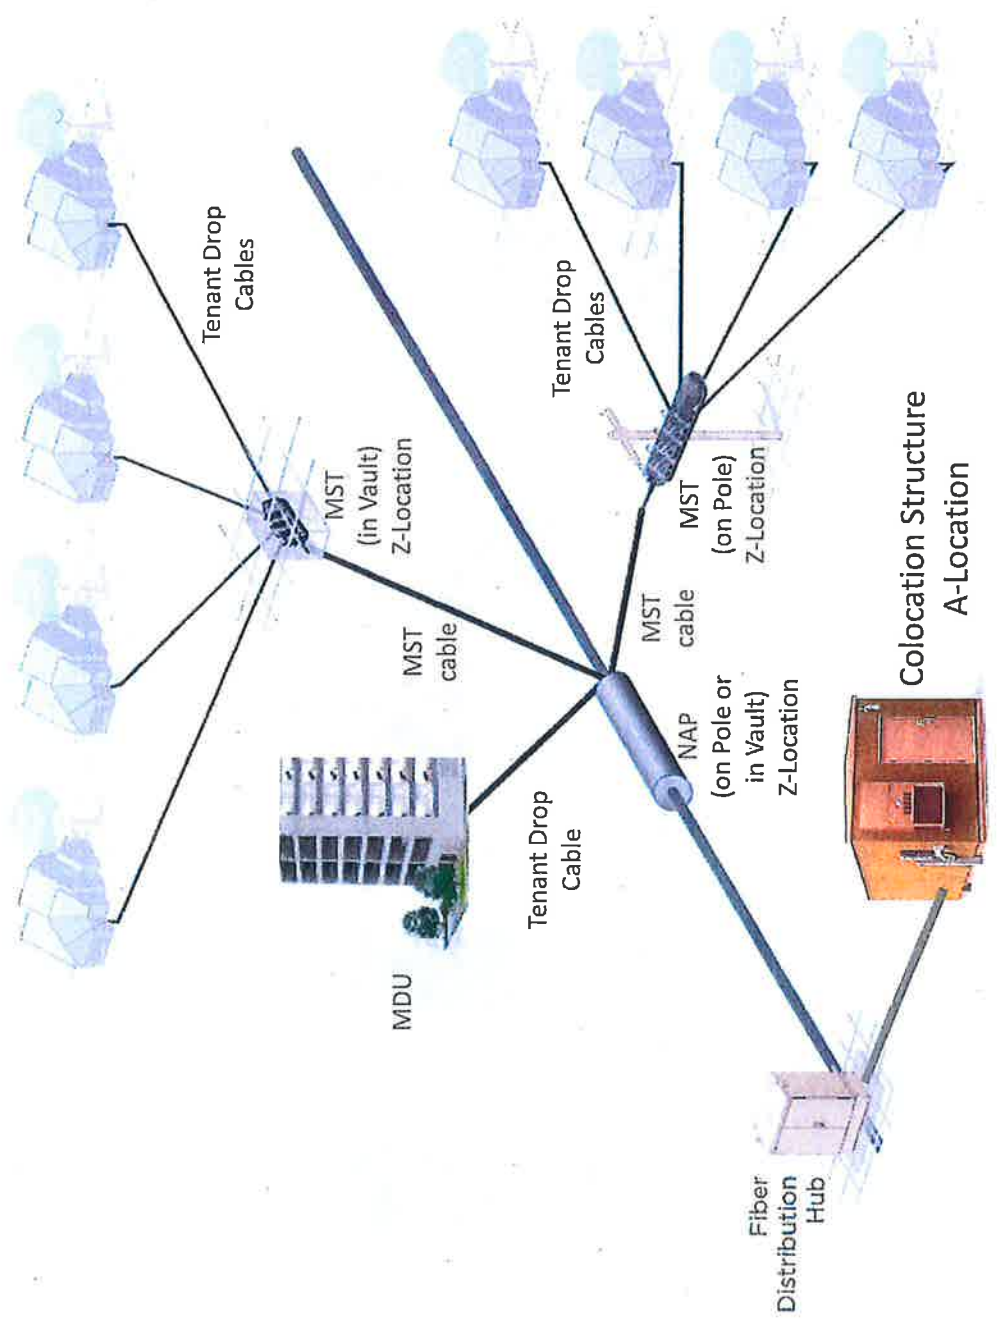 Fiber
Distribution
Hub
MDU
Tenant Drop
Cable
NAP
(on Pole or
in Vault)
Z-Location
Colocation Structure
A-Location
MST
cable
MST
(in Vault)
Z-Location
Tenant Drop
Cables
MST
cable
MST
(on Pole)
Z-Location
Tenant Drop
Cables